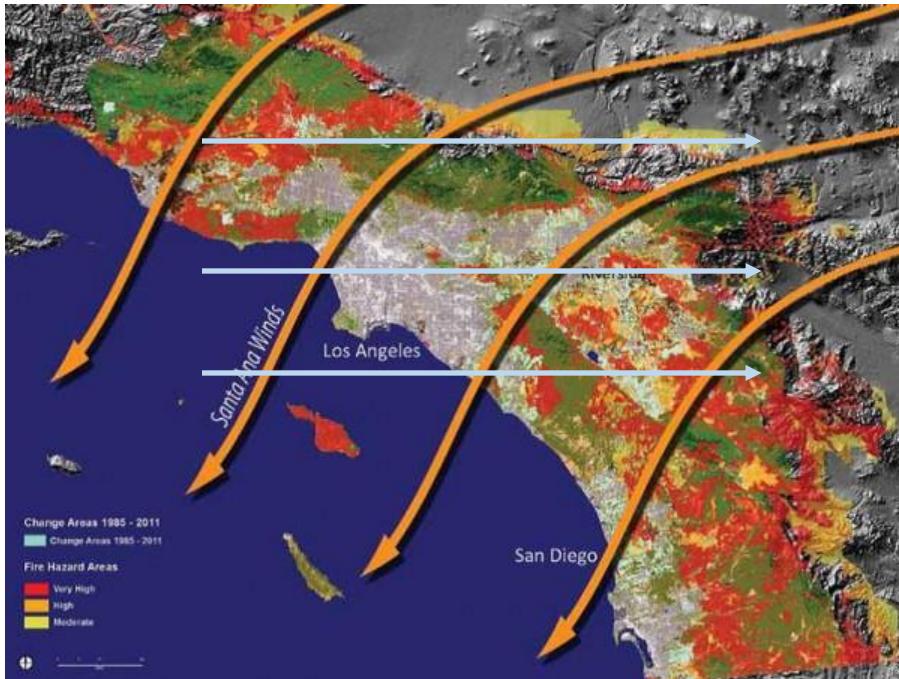 Riverside
Santa Ana Winds
Los Angeles
San Diego
Change Areas 1985 - 2011
Change Areas 1985 - 2011
Fire Hazard Areas
Very High
High
Moderate